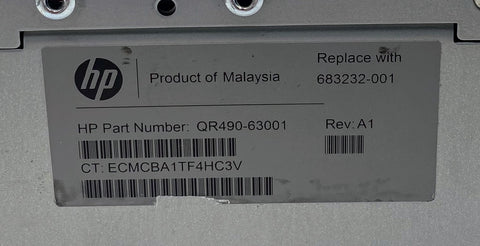 hp
Product of Malaysia
Replace with
683232-001
HP Part Number: QR490-63001
Rev: A1
CT: ECMCBA1TF4HC3V